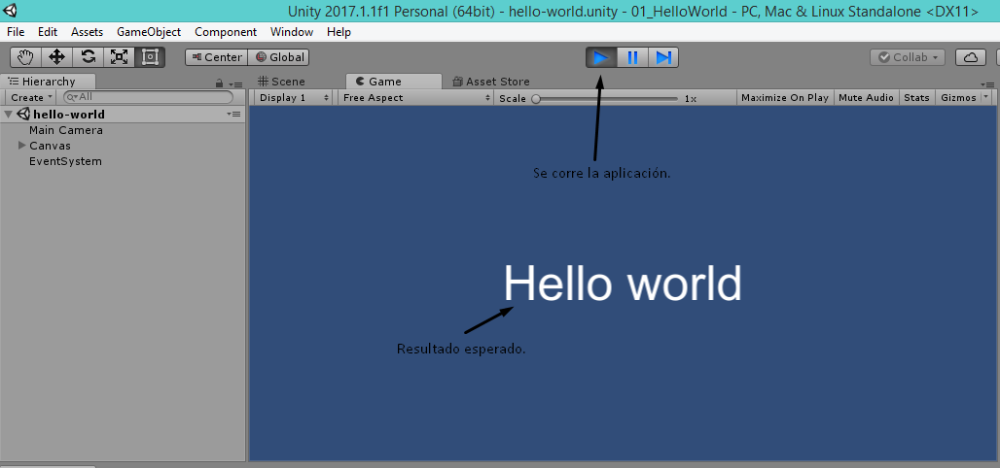 Unity 2017.1.1f1 Personal (64bit) - hello-world.unity - 01_HelloWorld - PC, Mac & Linux Standalone <DX11>
File Edit Assets GameObject Component Window Help
Center Global Collab
Hierarchy
Scene Game Asset Store
Create All
Display 1 Free Aspect Scale 1x Maximize On Play Mute Audio Stats Gizmos
hello-world
Main Camera
Canvas
EventSystem
Se corre la aplicación.
Hello world
Resultado esperado.